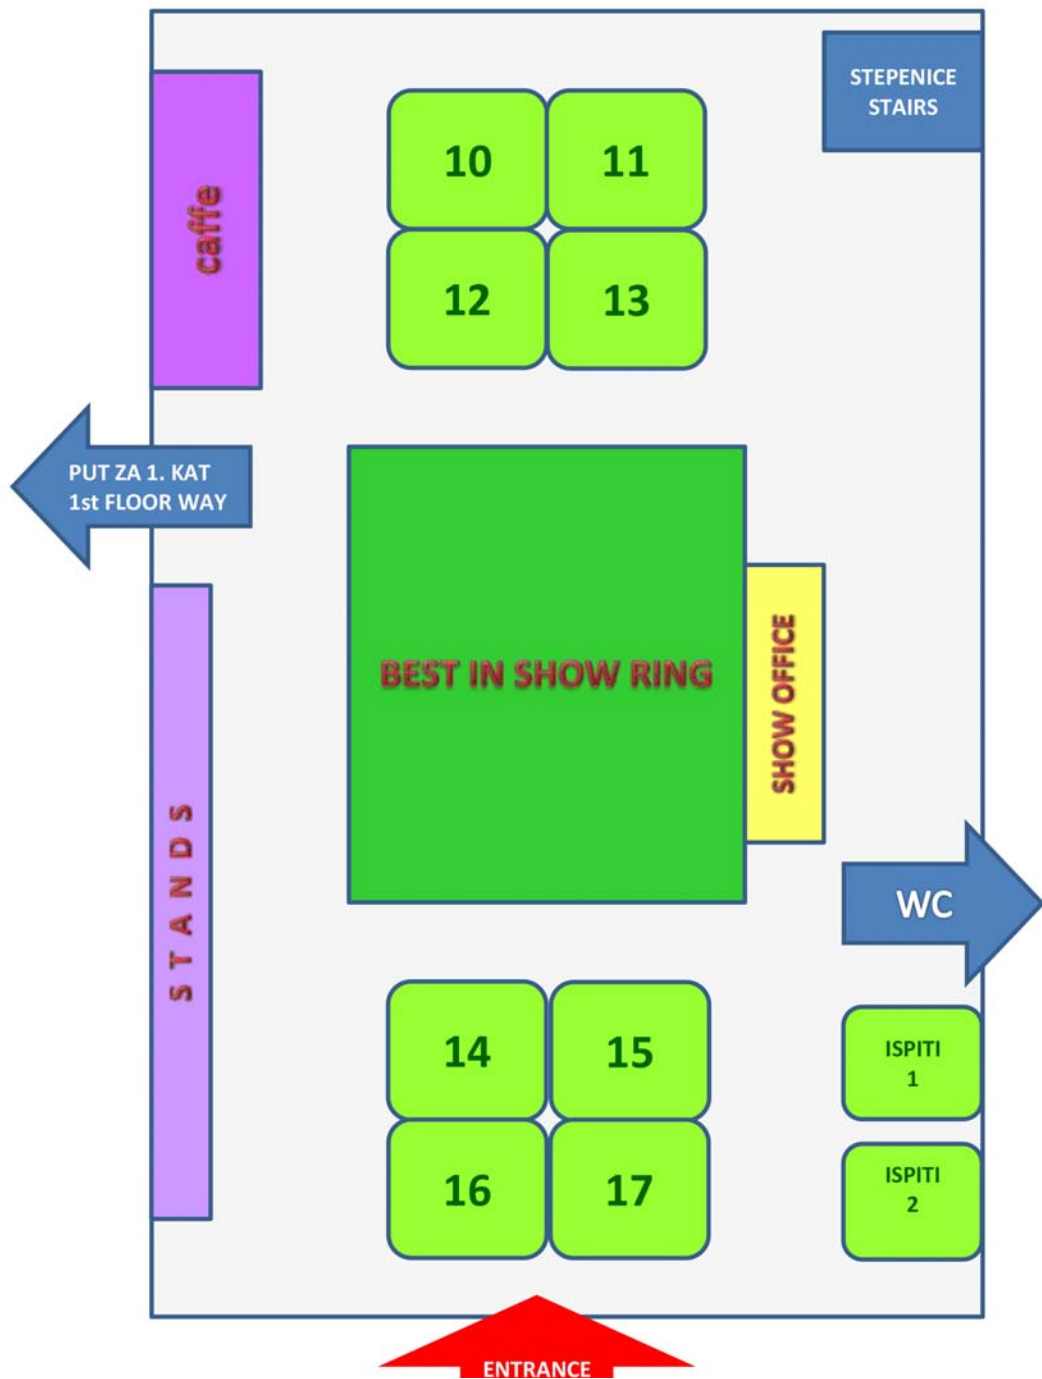 STEPENICE
STAIRS
caffe
10
11
12
13
PUT ZA 1. KAT
1st FLOOR WAY
BEST IN SHOW RING
SHOW OFFICE
STANDS
WC
14
15
16
17
ISPITI
1
ISPITI
2
ENTRANCE